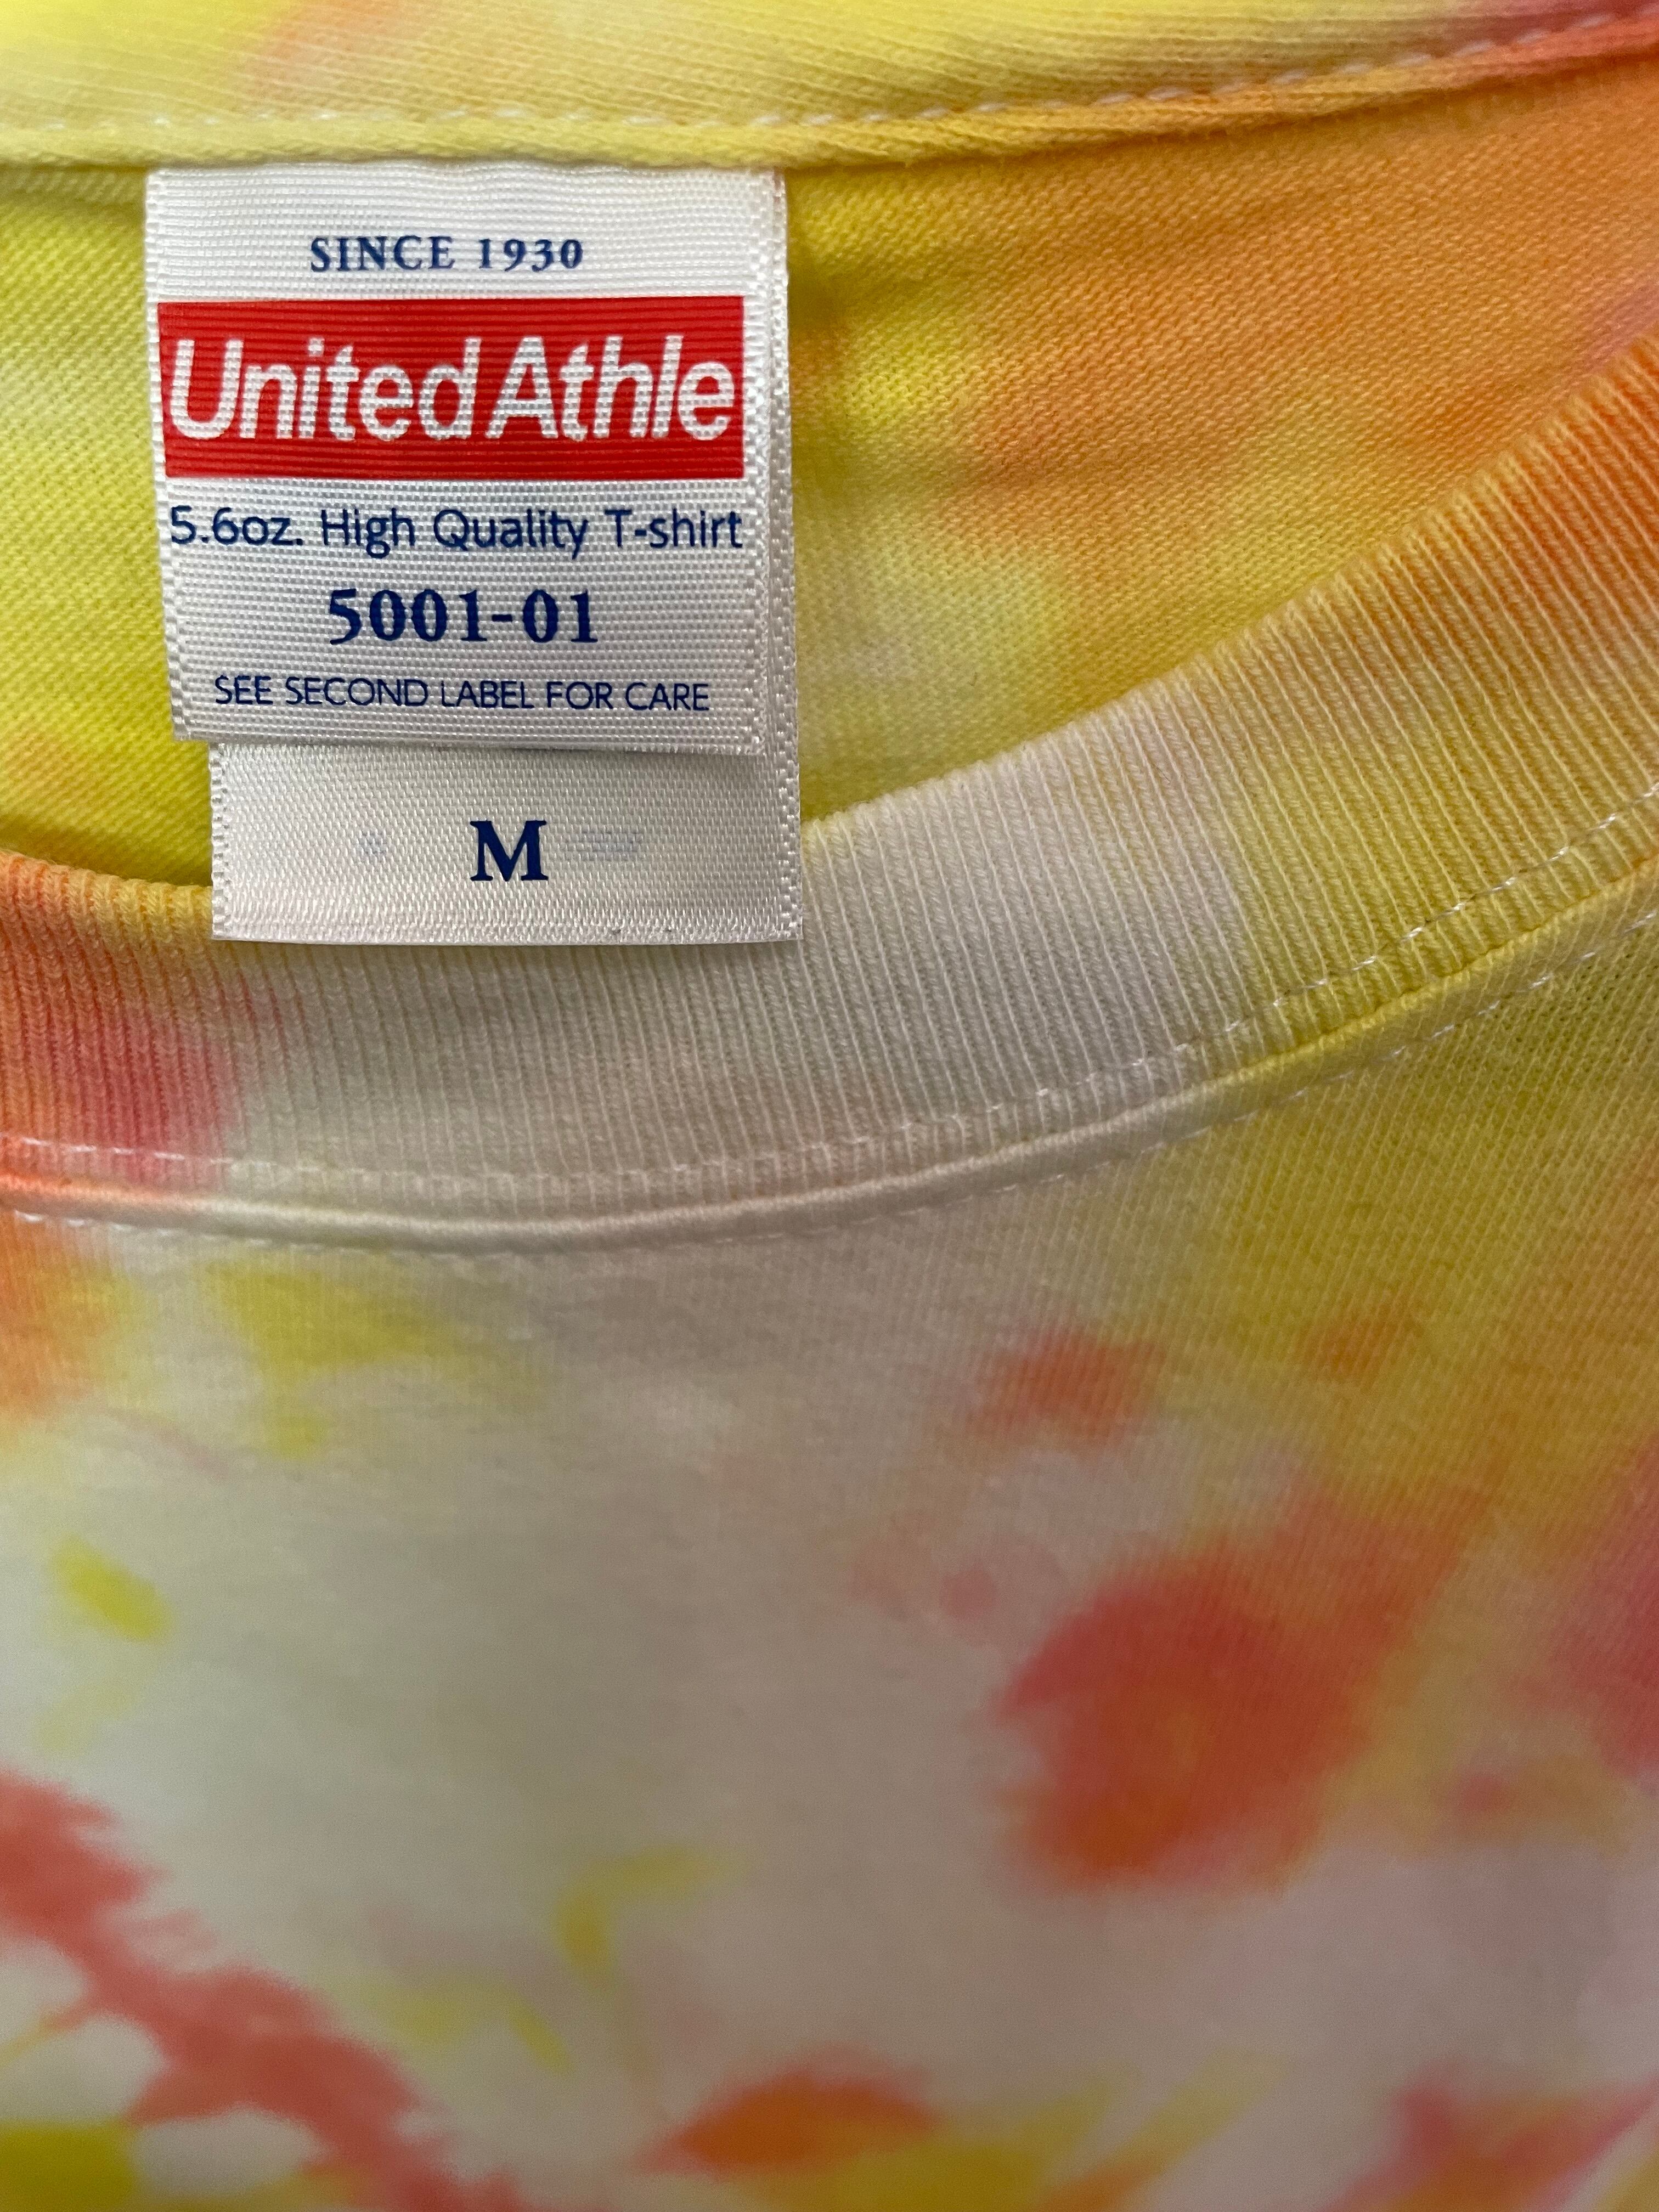 SINCE 1930
United Athle
5.6oz. High Quality T-shirt
5001-01
SEE SECOND LABEL FOR CARE
M